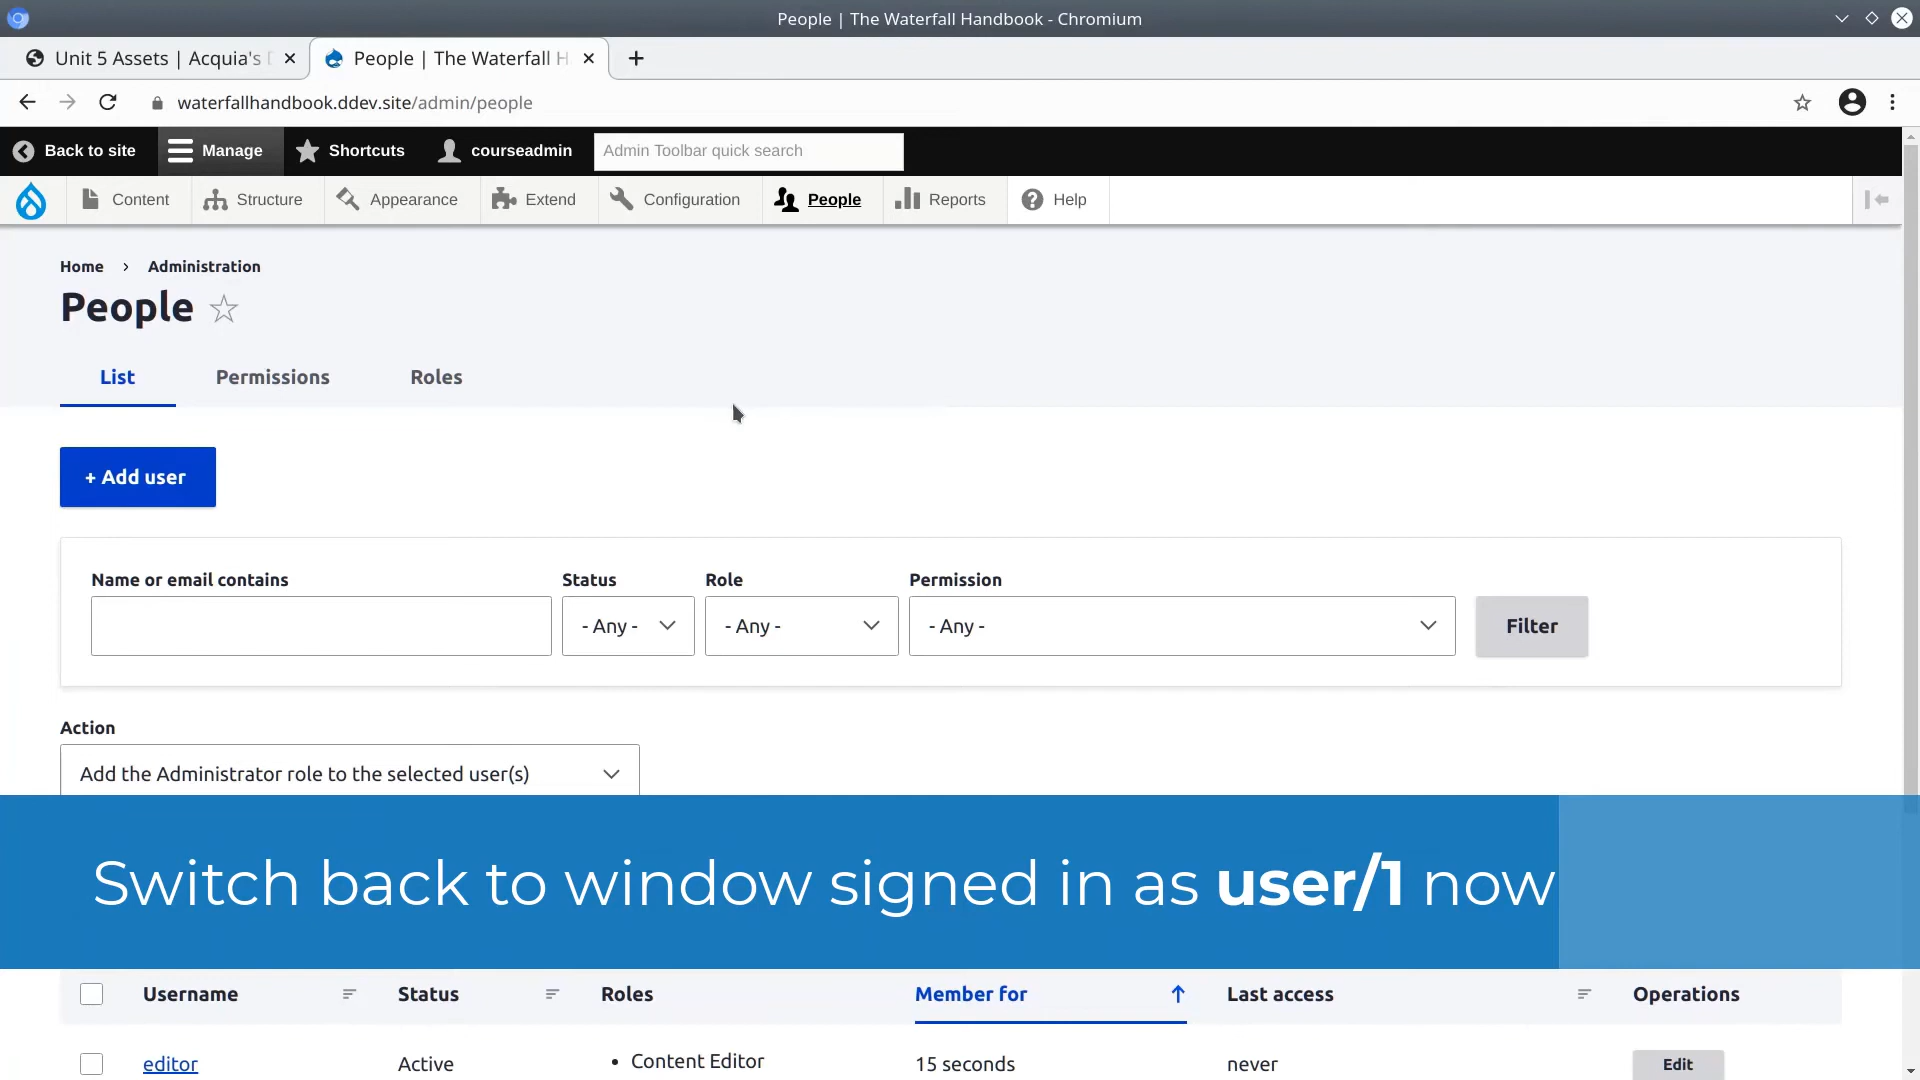 People | The Waterfall Handbook - Chromium
Unit 5 Assets | Acquia's
People | The Waterfall H
waterfallhandbook.ddev.site/admin/people
Back to site
Manage
Shortcuts
courseadmin
Admin Toolbar quick search
Content
Structure
Appearance
Extend
Configuration
People
Reports
Help
Home › Administration
People
List
Permissions
Roles
+ Add user
Name or email contains
Status
Role
Permission
- Any -
- Any -
- Any -
Filter
Action
Add the Administrator role to the selected user(s)
Switch back to window signed in as user/1 now
Username
Status
Roles
Member for
Last access
Operations
editor
Active
• Content Editor
15 seconds
never
Edit